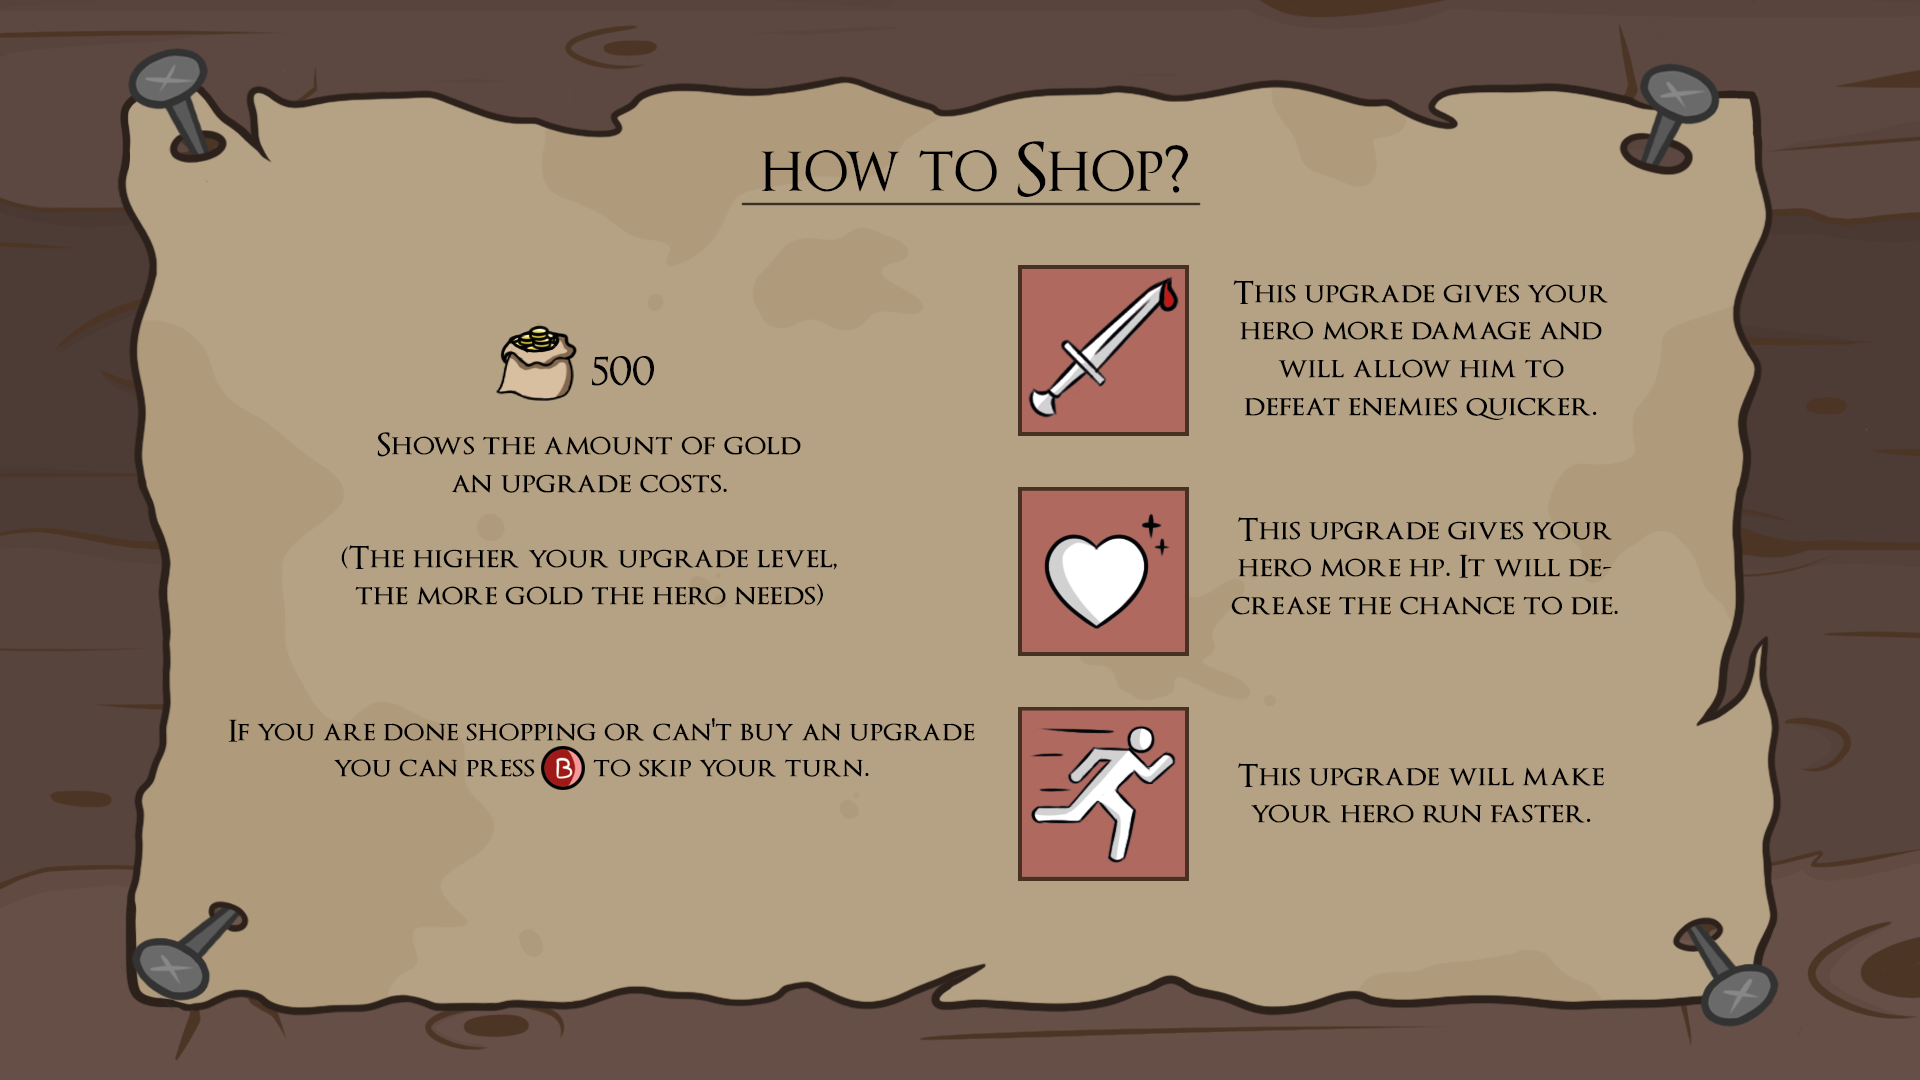 HOW TO SHOP?
500
SHOWS THE AMOUNT OF GOLD
AN UPGRADE COSTS.
(THE HIGHER YOUR UPGRADE LEVEL,
THE MORE GOLD THE HERO NEEDS)
IF YOU ARE DONE SHOPPING OR CAN'T BUY AN UPGRADE
YOU CAN PRESS B TO SKIP YOUR TURN.
THIS UPGRADE GIVES YOUR
HERO MORE DAMAGE AND
WILL ALLOW HIM TO
DEFEAT ENEMIES QUICKER.
THIS UPGRADE GIVES YOUR
HERO MORE HP. IT WILL DE-
CREASE THE CHANCE TO DIE.
THIS UPGRADE WILL MAKE
YOUR HERO RUN FASTER.